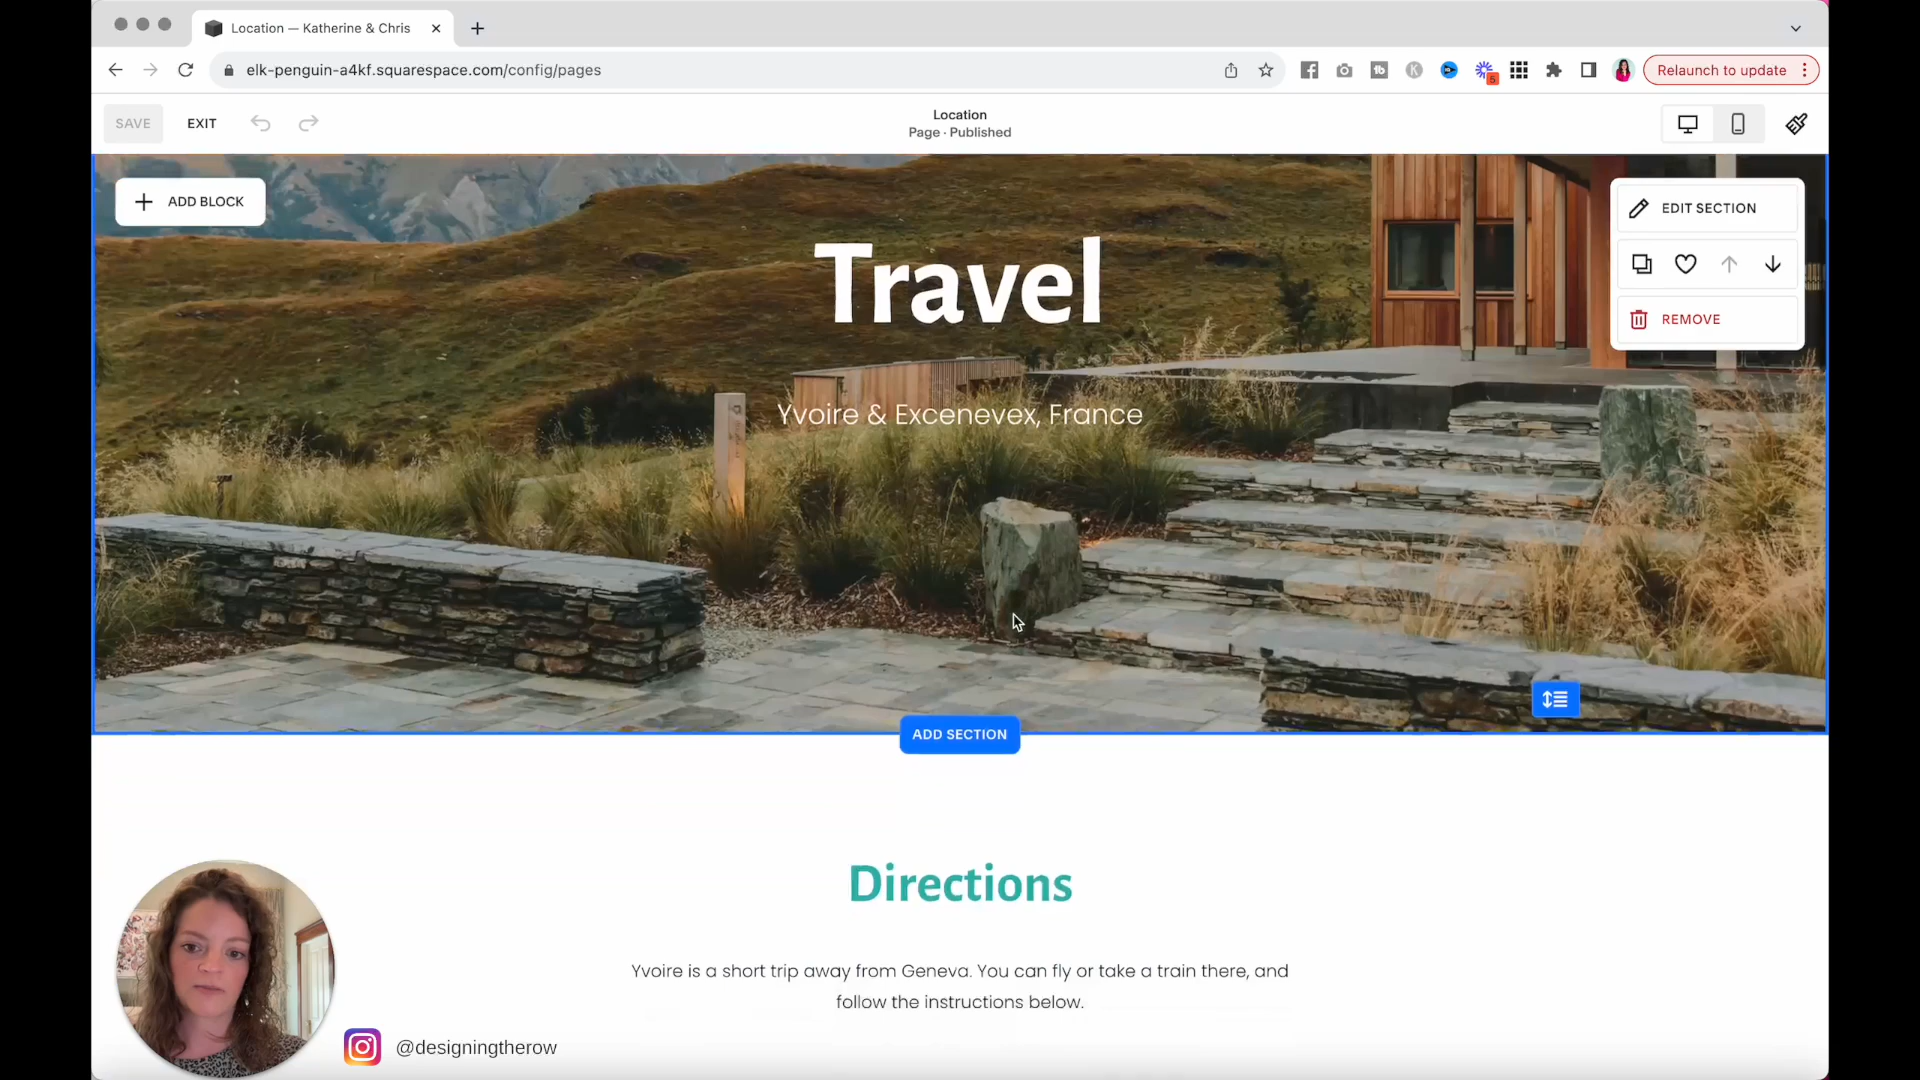 Location — Katherine & Chris
elk-penguin-a4kf.squarespace.com/config/pages
tb
K
5
Relaunch to update
SAVE
EXIT
Location
Page · Published
ADD BLOCK
EDIT SECTION
REMOVE
Travel
Yvoire & Excenevex, France
ADD SECTION
Directions
Yvoire is a short trip away from Geneva. You can fly or take a train there, and
follow the instructions below.
@designingtherow